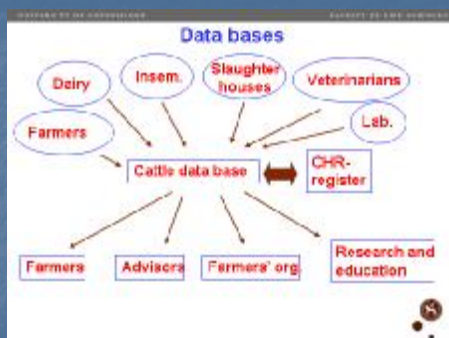 Data bases
Dairy
Insem.
Slaughter
houses
Veterinarians
Farmers
Lab.
Cattle data base
CHR-
register
Farmers
Advisors
Farmers' org
Research and
education